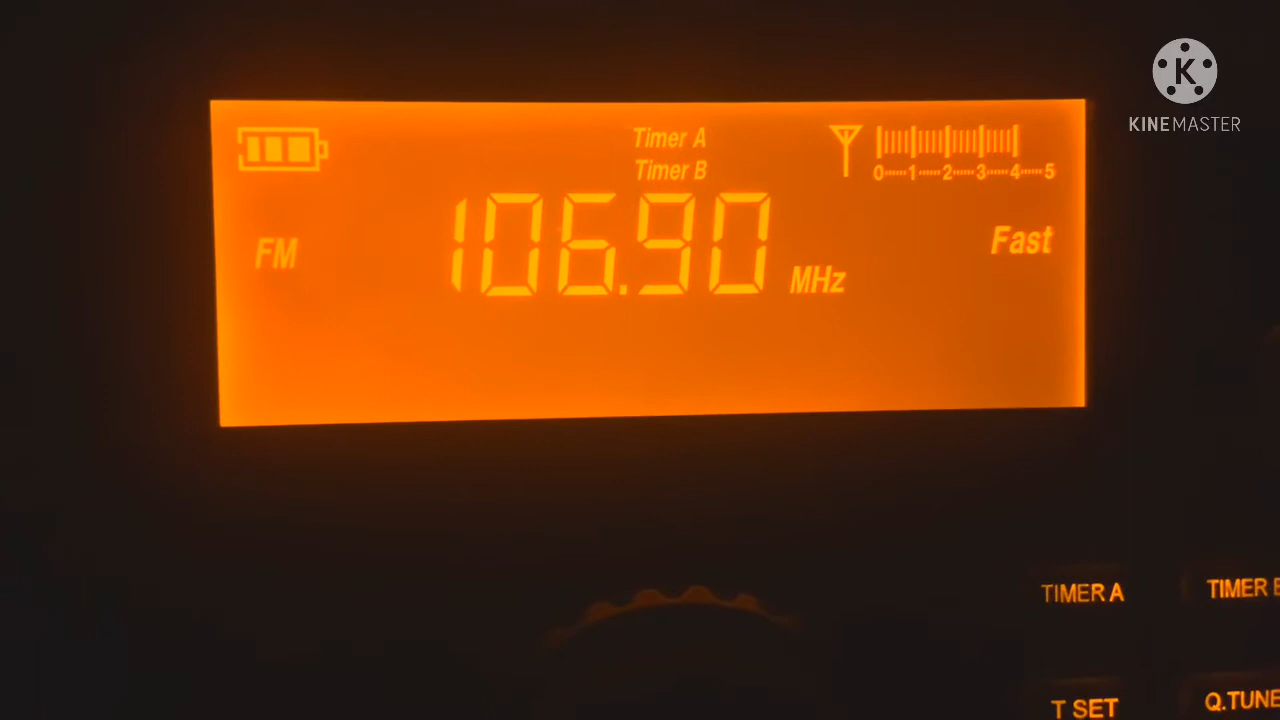 KINEMASTER
Timer A
Timer B
0 1 2 3 4 5
FM
106.90 MHz
Fast
TIMER A
TIMER
T SET
Q.TUNE